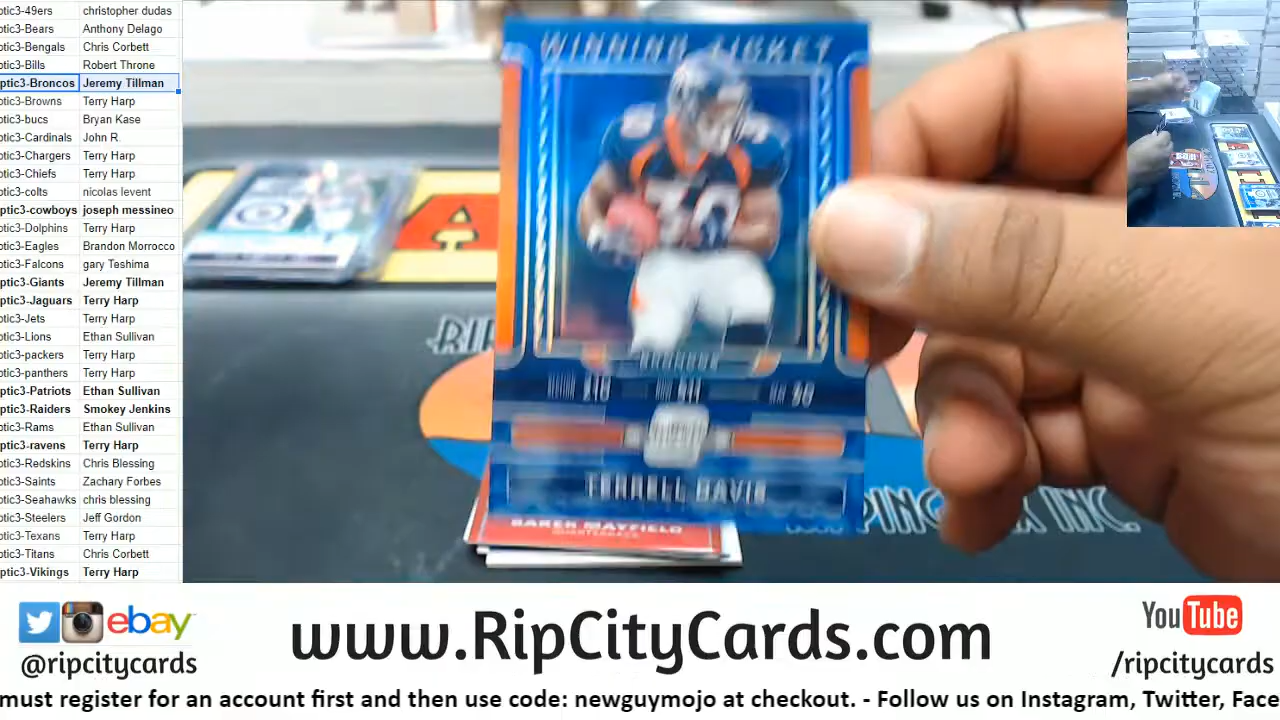 ptic3-49ers christopher dudas
ptic3-Bears Anthony Delago
ptic3-Bengals Chris Corbett
ptic3-Bills Robert Throne
ptic3-Broncos Jeremy Tillman
ptic3-Browns Terry Harp
ptic3-bucs Bryan Kase
ptic3-Cardinals John R.
ptic3-Chargers Terry Harp
ptic3-Chiefs Terry Harp
ptic3-colts nicolas levent
ptic3-cowboys joseph messineo
ptic3-Dolphins Terry Harp
ptic3-Eagles Brandon Morrocco
ptic3-Falcons gary Teshima
ptic3-Giants Jeremy Tillman
ptic3-Jaguars Terry Harp
ptic3-Jets Terry Harp
ptic3-Lions Ethan Sullivan
ptic3-packers Terry Harp
ptic3-panthers Terry Harp
ptic3-Patriots Ethan Sullivan
ptic3-Raiders Smokey Jenkins
ptic3-Rams Ethan Sullivan
ptic3-ravens Terry Harp
ptic3-Redskins Chris Blessing
ptic3-Saints Zachary Forbes
ptic3-Seahawks chris blessing
ptic3-Steelers Jeff Gordon
ptic3-Texans Terry Harp
ptic3-Titans Chris Corbett
ptic3-Vikings Terry Harp
WINNING TICKET
30
BRONCOS
TERRELL DAVIS
BAKER MAYFIELD
QUARTERBACK
RIP
PING
INC.
ebay
@ripcitycards
www.RipCityCards.com
YouTube
/ripcitycards
must register for an account first and then use code: newguymojo at checkout. - Follow us on Instagram, Twitter, Face